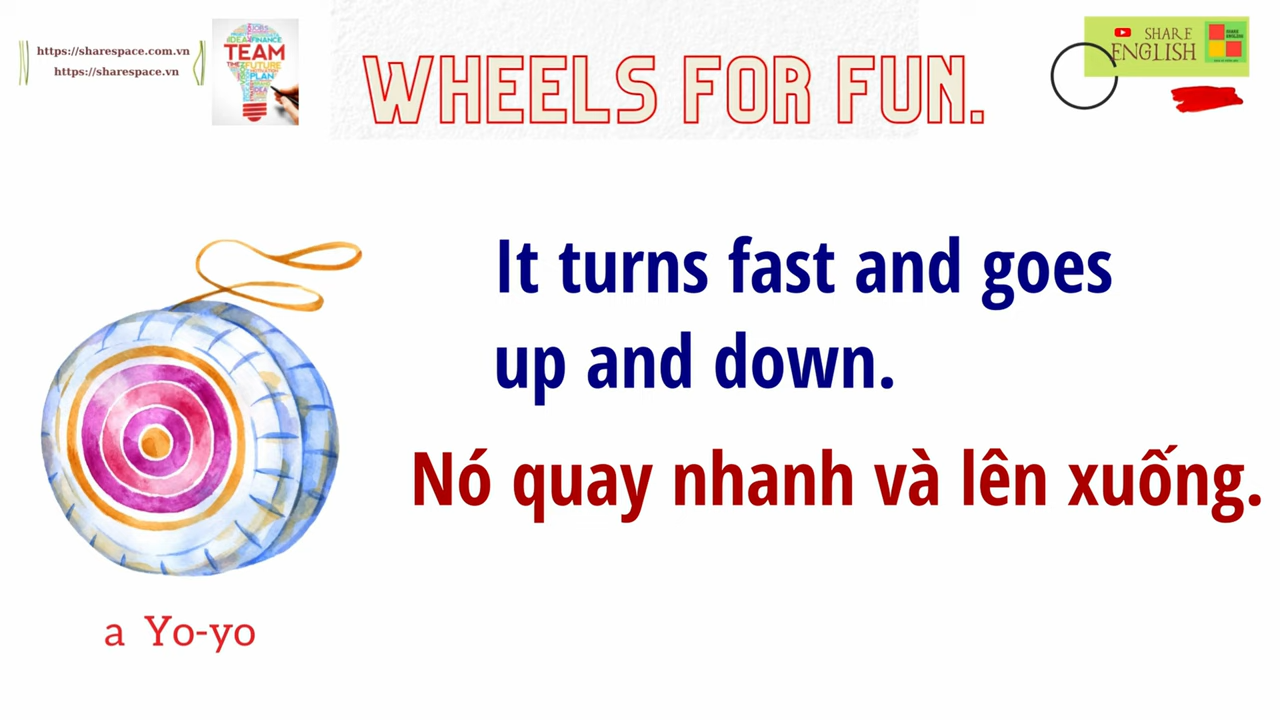 https://sharespace.com.vn
https://sharespace.vn
TEAM
FUTURE
PLAN
WHEELS FOR FUN.
SHARE
ENGLISH
It turns fast and goes
up and down.
Nó quay nhanh và lên xuống.
a Yo-yo